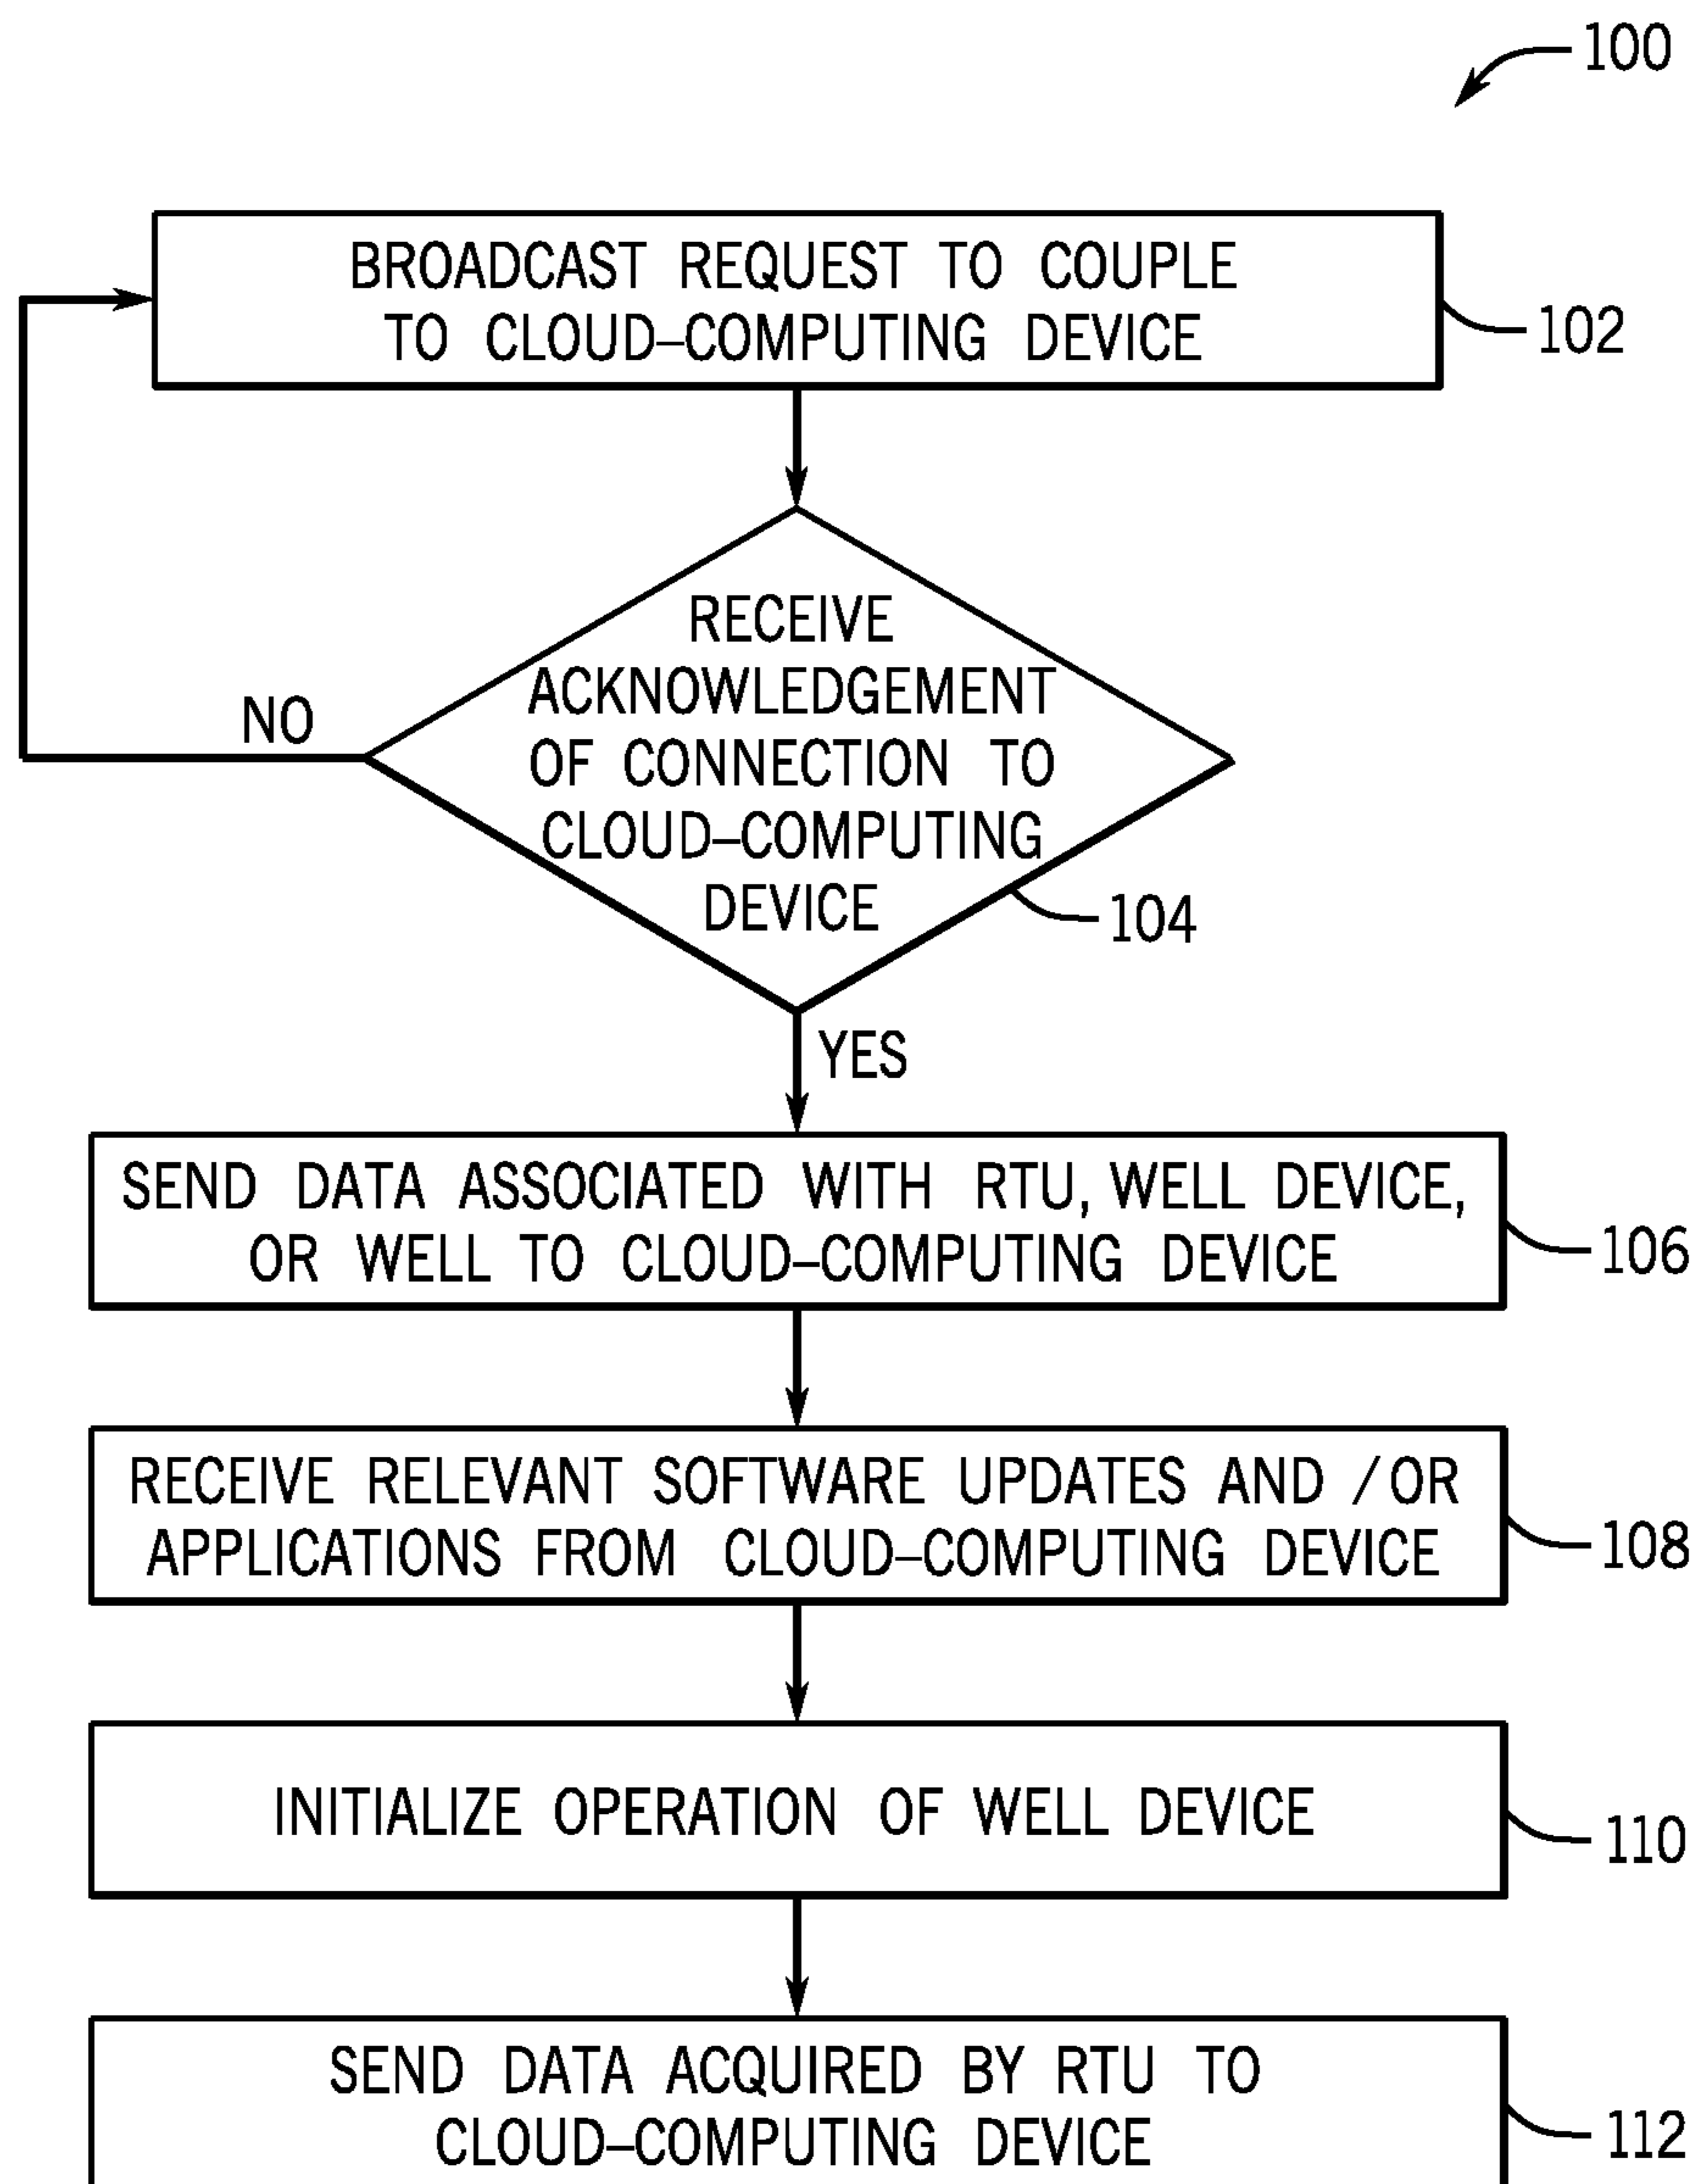 100
BROADCAST REQUEST TO COUPLE
TO CLOUD–COMPUTING DEVICE
102
RECEIVE
ACKNOWLEDGEMENT
OF CONNECTION TO
CLOUD–COMPUTING
DEVICE
104
NO
YES
SEND DATA ASSOCIATED WITH RTU, WELL DEVICE,
OR WELL TO CLOUD–COMPUTING DEVICE
106
RECEIVE RELEVANT SOFTWARE UPDATES AND /OR
APPLICATIONS FROM CLOUD–COMPUTING DEVICE
108
INITIALIZE OPERATION OF WELL DEVICE
110
SEND DATA ACQUIRED BY RTU TO
CLOUD–COMPUTING DEVICE
112